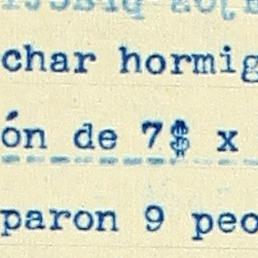 char hormig
ón de 7$ x
paron 9 peo